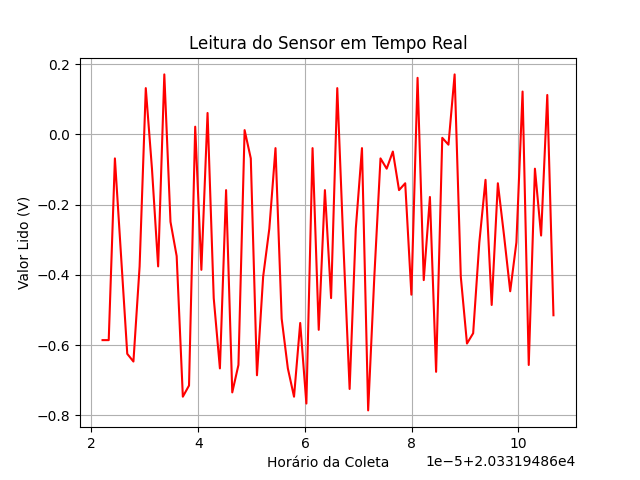 Leitura do Sensor em Tempo Real
Valor Lido (V)
0.2
0.0
−0.2
−0.4
−0.6
−0.8
2 4 6 8 10
Horário da Coleta
1e−5+2.03319486e4